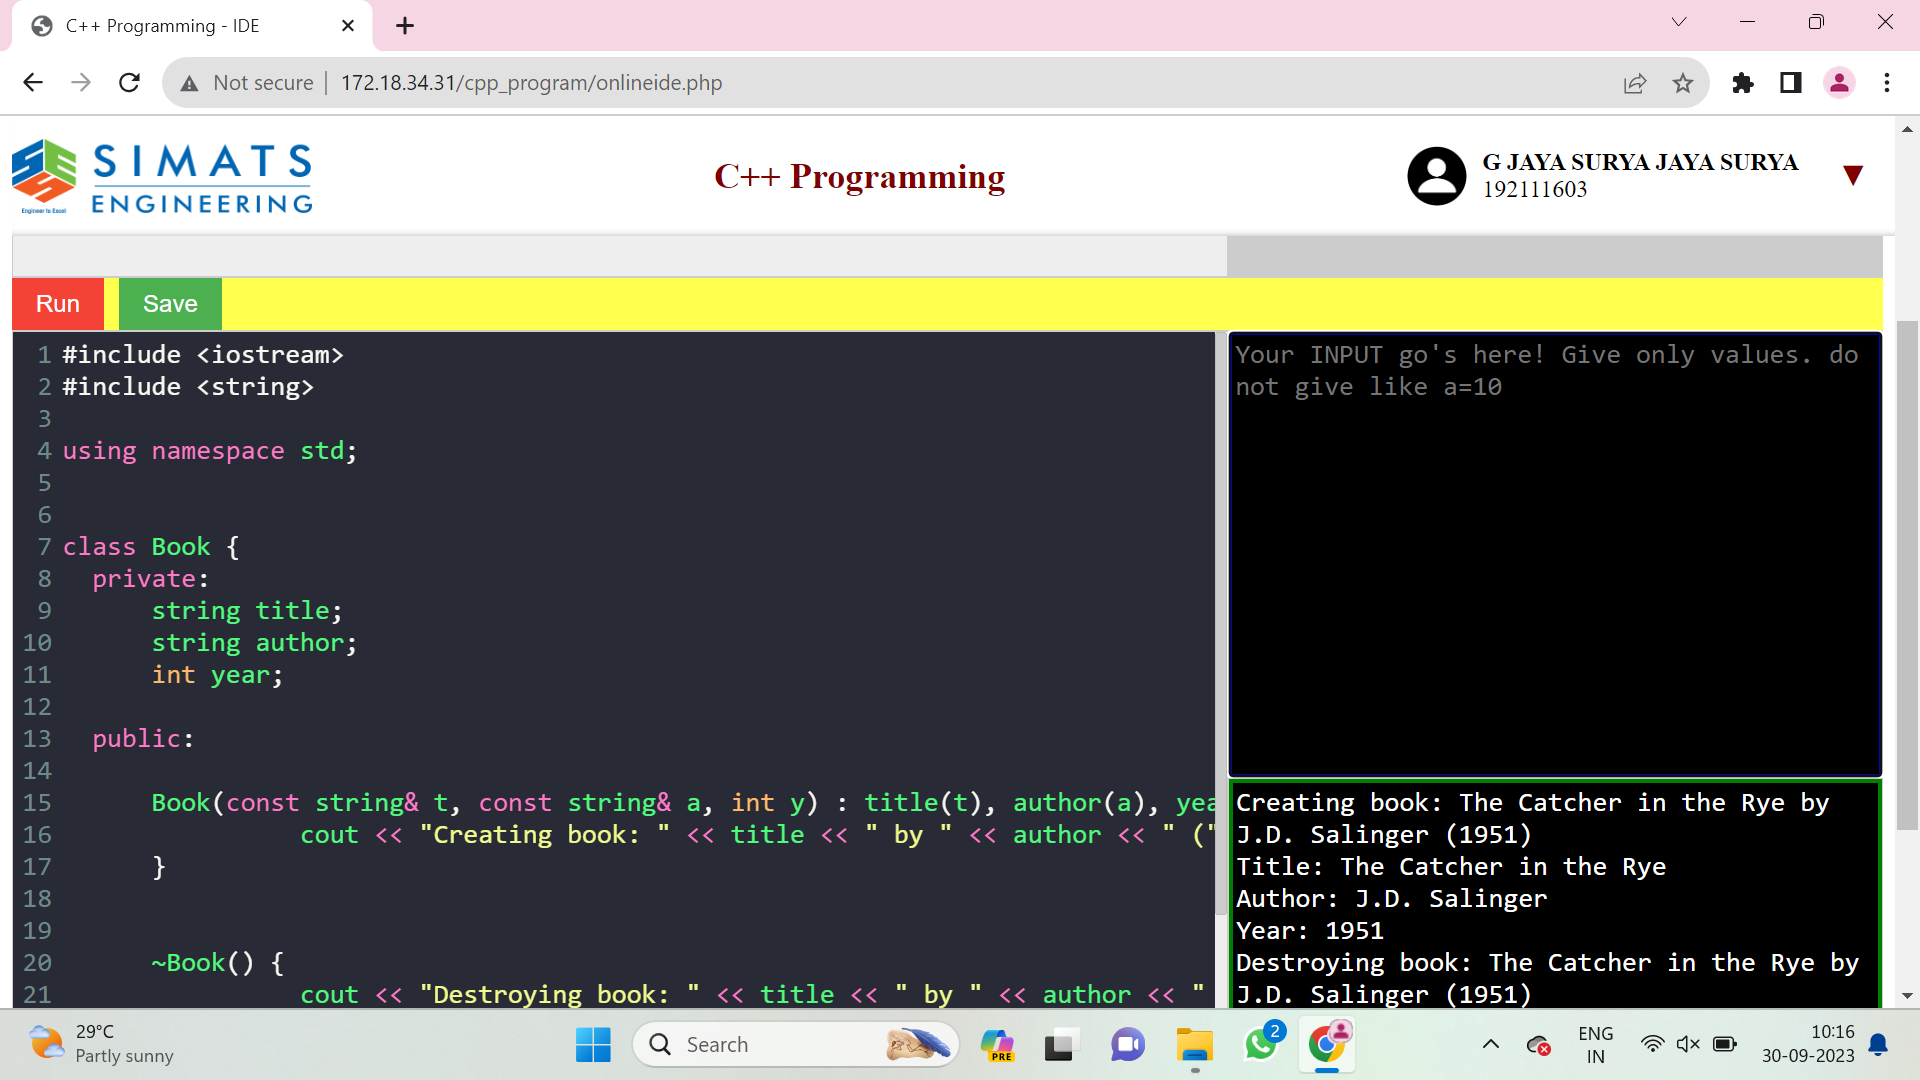 C++ Programming - IDE
Not secure
172.18.34.31/cpp_program/onlineide.php
SIMATS
ENGINEERING
Engineer to Excel
C++ Programming
G JAYA SURYA JAYA SURYA
192111603
Run
Save
1 #include <iostream>
2 #include <string>
3
4 using namespace std;
5
6
7 class Book {
8 private:
9 string title;
10 string author;
11 int year;
12
13 public:
14
15 Book(const string& t, const string& a, int y) : title(t), author(a), yea
16 cout << "Creating book: " << title << " by " << author << " ("
17 }
18
19
20 ~Book() {
21 cout << "Destroying book: " << title << " by " << author << "
Your INPUT go's here! Give only values. do
not give like a=10
Creating book: The Catcher in the Rye by
J.D. Salinger (1951)
Title: The Catcher in the Rye
Author: J.D. Salinger
Year: 1951
Destroying book: The Catcher in the Rye by
J.D. Salinger (1951)
29°C
Partly sunny
Search
PRE
2
ENG
IN
10:16
30-09-2023